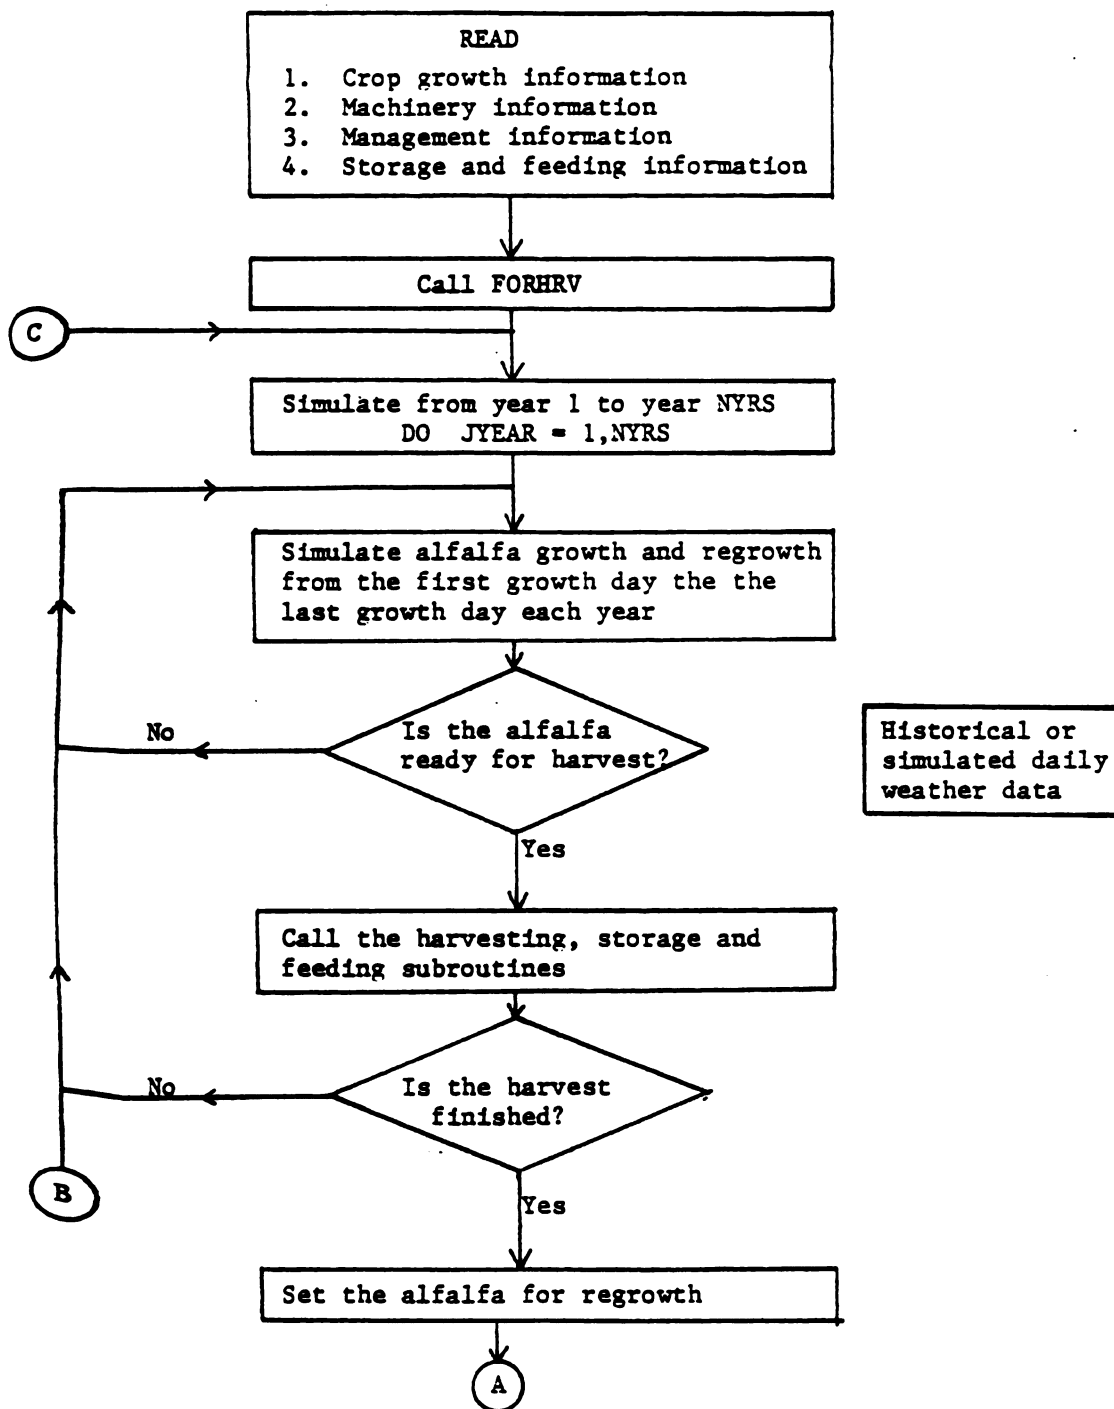 READ
1. Crop growth information
2. Machinery information
3. Management information
4. Storage and feeding information
Call FORHRV
C
Simulate from year 1 to year NYRS
DO JYEAR = 1,NYRS
Simulate alfalfa growth and regrowth
from the first growth day the the
last growth day each year
No
Is the alfalfa
ready for harvest?
Historical or
simulated daily
weather data
Yes
Call the harvesting, storage and
feeding subroutines
No
Is the harvest
finished?
B
Yes
Set the alfalfa for regrowth
A